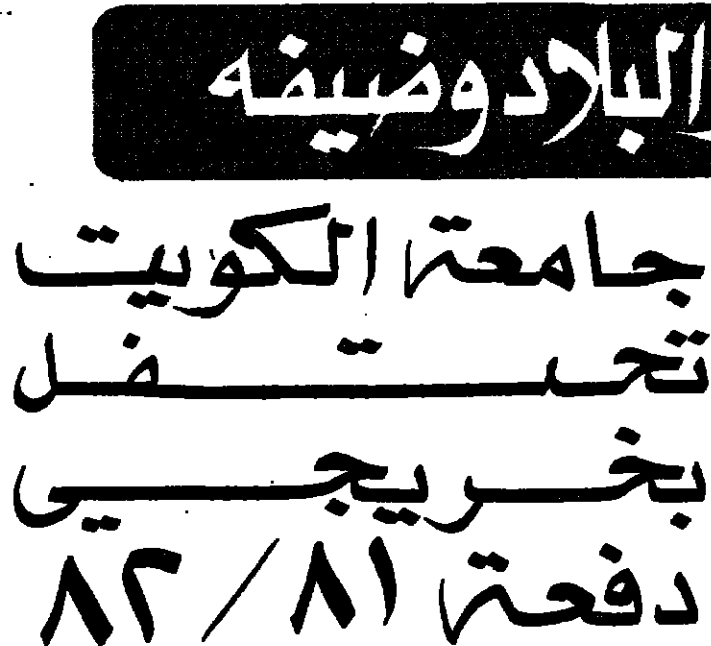 البلاد وضيفه
جامعة الكويت
تحتفل
بخريجي
دفعة ٨١/٨٢